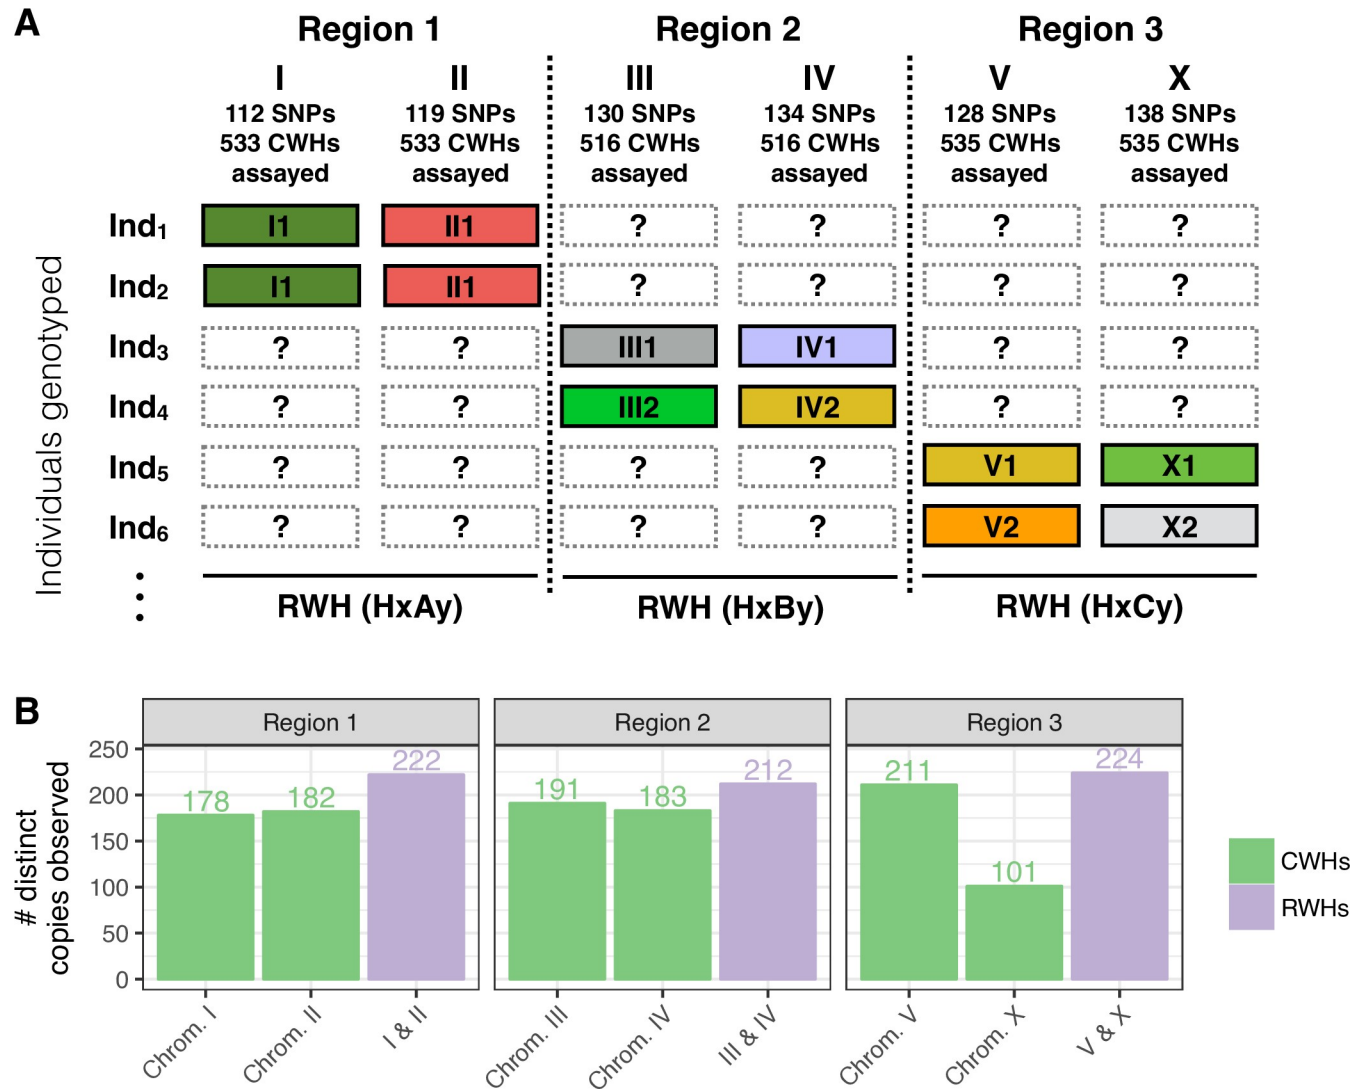 A
Region 1 Region 2 Region 3
I II III IV V X
112 SNPs 119 SNPs 130 SNPs 134 SNPs 128 SNPs 138 SNPs
533 CWHs 533 CWHs 516 CWHs 516 CWHs 535 CWHs 535 CWHs
assayed assayed assayed assayed assayed assayed
Individuals genotyped
Ind1 I1 II1 ? ? ? ?
Ind2 I1 II1 ? ? ? ?
Ind3 ? ? III1 IV1 ? ?
Ind4 ? ? III2 IV2 ? ?
Ind5 ? ? ? ? V1 X1
Ind6 ? ? ? ? V2 X2
RWH (HxAy) RWH (HxBy) RWH (HxCy)
B
Region 1 Region 2 Region 3
# distinct
copies observed
250
200
150
100
50
0
178 182 222
191 183 212
211 101 224
Chrom. I Chrom. II I & II
Chrom. III Chrom. IV III & IV
Chrom. V Chrom. X V & X
CWHs
RWHs